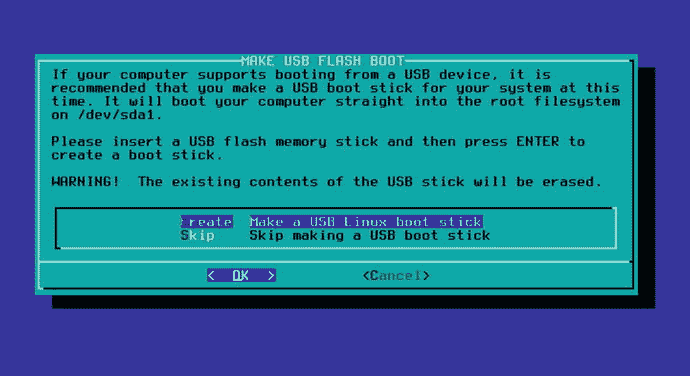 MAKE USB FLASH BOOT
If your computer supports booting from a USB device, it is
recommended that you make a USB boot stick for your system at this
time. It will boot your computer straight into the root filesystem
on /dev/sda1.
Please insert a USB flash memory stick and then press ENTER to
create a boot stick.
WARNING!  The existing contents of the USB stick will be erased.
Create  Make a USB Linux boot stick
Skip  Skip making a USB boot stick
<  OK  >  <Cancel>